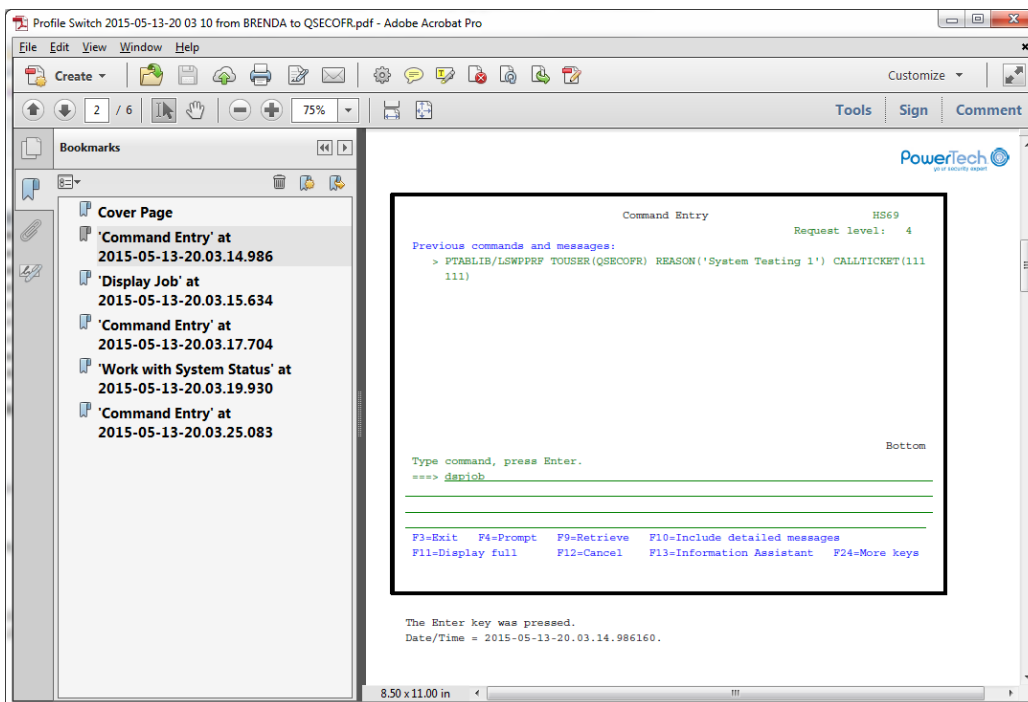 Profile Switch 2015-05-13-20 03 10 from BRENDA to QSECOFR.pdf - Adobe Acrobat Pro
File Edit View Window Help
Create
Customize
2 / 6
75%
Tools Sign Comment
Bookmarks
Cover Page
'Command Entry' at
2015-05-13-20.03.14.986
'Display Job' at
2015-05-13-20.03.15.634
'Command Entry' at
2015-05-13-20.03.17.704
'Work with System Status' at
2015-05-13-20.03.19.930
'Command Entry' at
2015-05-13-20.03.25.083
PowerTech
your security expert
Command Entry HS69
Request level: 4
Previous commands and messages:
> PTABLIB/LSWPPRF TOUSER(QSECOFR) REASON('System Testing 1') CALLTICKET(111
111)
Bottom
Type command, press Enter.
===> dspjob
F3=Exit F4=Prompt F9=Retrieve F10=Include detailed messages
F11=Display full F12=Cancel F13=Information Assistant F24=More keys
The Enter key was pressed.
Date/Time = 2015-05-13-20.03.14.986160.
8.50 x 11.00 in